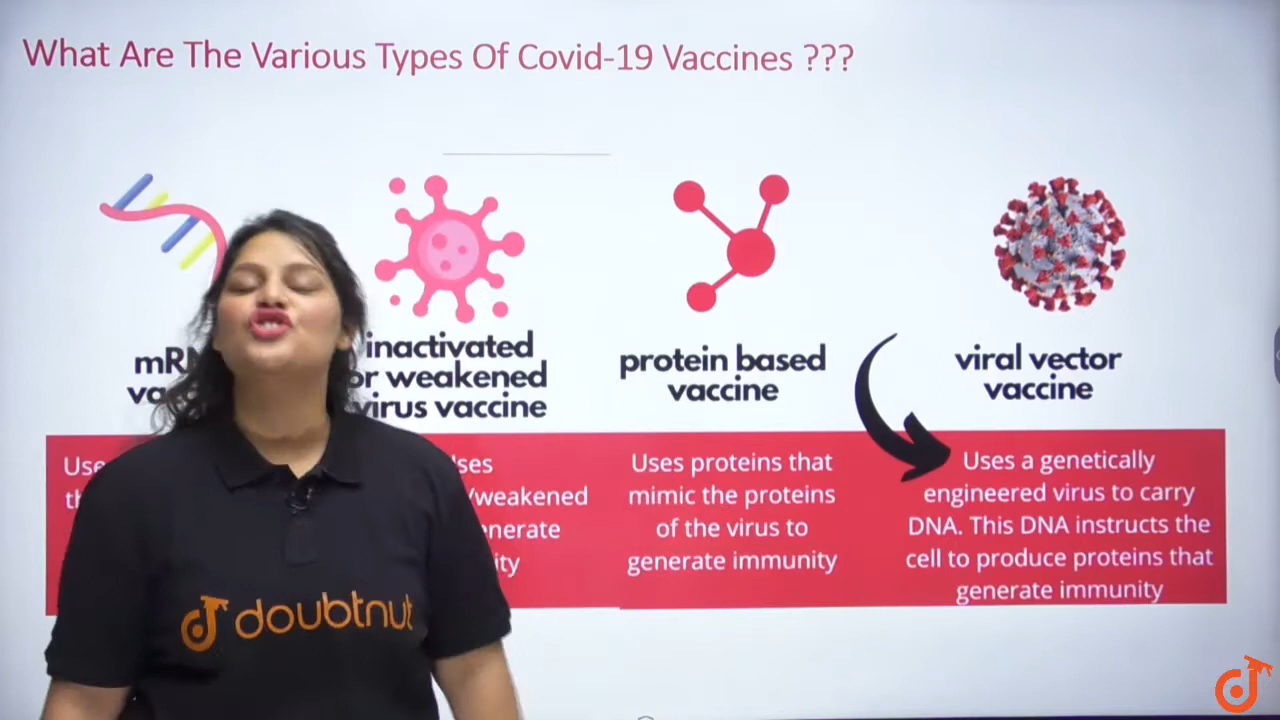 What Are The Various Types Of Covid-19 Vaccines ???
inactivated
or weakened
virus vaccine
protein based
vaccine
viral vector
vaccine
Uses proteins that
mimic the proteins
of the virus to
generate immunity
Uses a genetically
engineered virus to carry
DNA. This DNA instructs the
cell to produce proteins that
generate immunity
/weakened
doubtnut